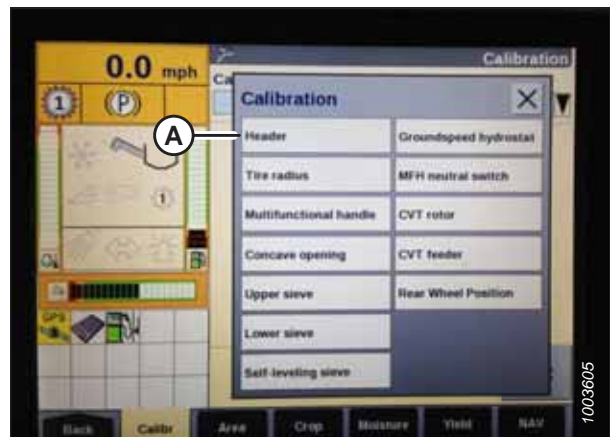 0.0 mph
Calibration
Ca
1
(P)
Calibration
X
A
Header
Groundspeed hydrostat
Tire radius
MFH neutral switch
1
Multifunctional handle
CVT rotor
Concave opening
CVT feeder
Upper sieve
Rear Wheel Position
GPS
Lower sieve
Self-leveling sieve
Back
Calibr
Area
Crop
Moisture
Yield
NAV
1003605